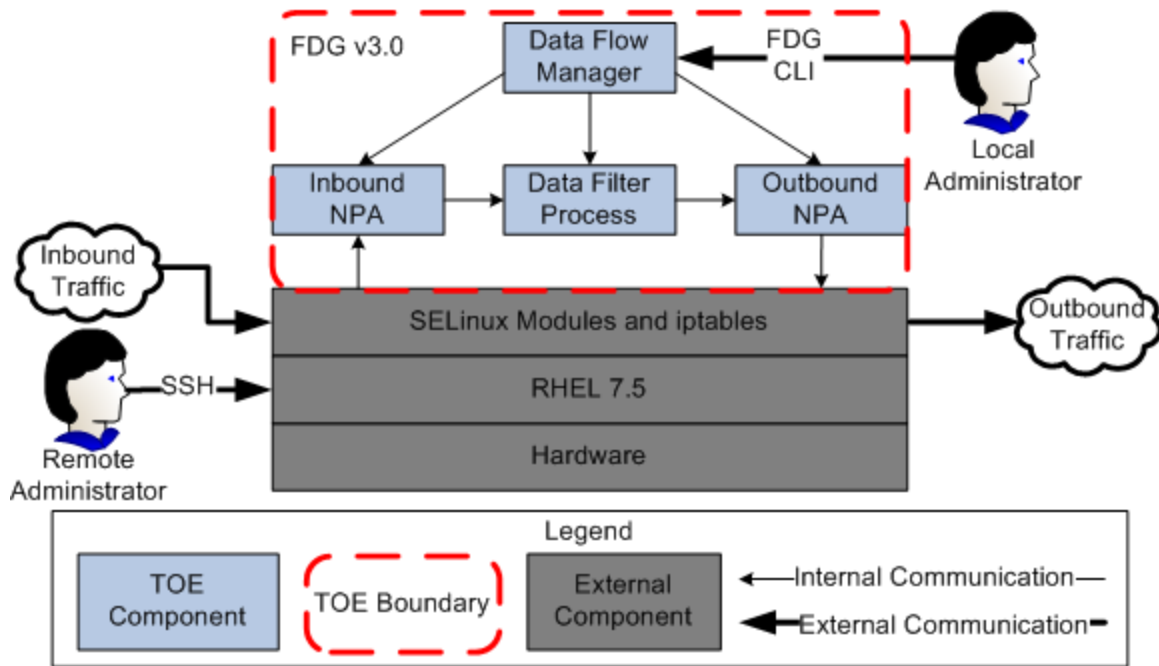 FDG v3.0
Data Flow
Manager
FDG
CLI
Local
Administrator
Inbound
NPA
Data Filter
Process
Outbound
NPA
Inbound
Traffic
SELinux Modules and iptables
Outbound
Traffic
SSH
RHEL 7.5
Hardware
Remote
Administrator
Legend
TOE
Component
TOE Boundary
External
Component
Internal Communication
External Communication